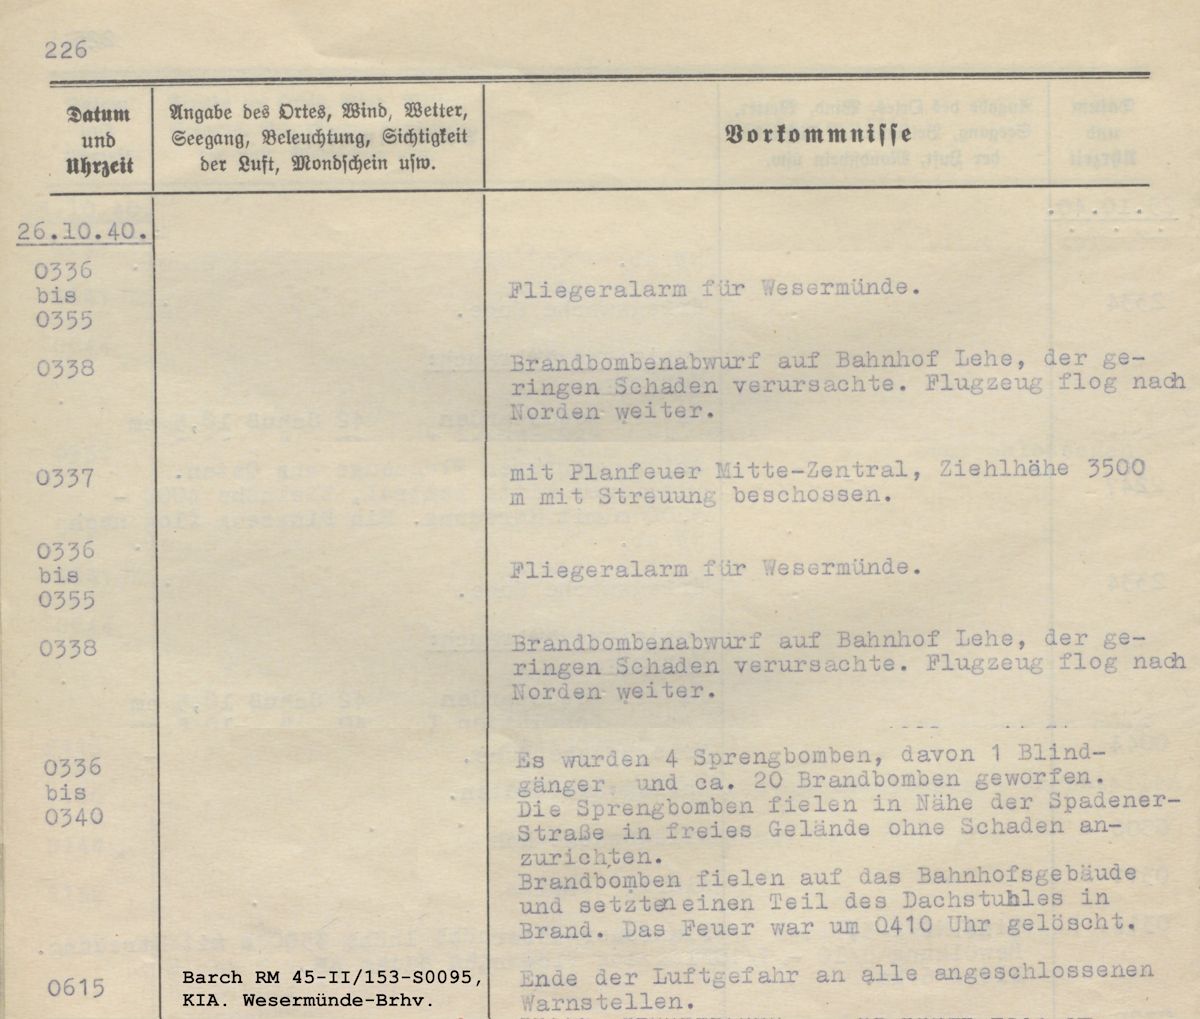 226
Datum
und
Uhrzeit
Angabe des Ortes, Wind, Wetter,
Seegang, Beleuchtung, Sichtigkeit
der Luft, Mondschein usw.
Vorkommnisse
26.10.40.
0336
bis
0355
Fliegeralarm für Wesermünde.
0338
Brandbombenabwurf auf Bahnhof Lehe, der ge-
ringen Schaden verursachte. Flugzeug flog nach
Norden weiter.
0337
mit Planfeuer Mitte-Zentral, Ziehlhöhe 3500
m mit Streuung beschossen.
0336
bis
0355
Fliegeralarm für Wesermünde.
0338
Brandbombenabwurf auf Bahnhof Lehe, der ge-
ringen Schaden verursachte. Flugzeug flog nach
Norden weiter.
0336
bis
0340
Es wurden 4 Sprengbomben, davon 1 Blind-
gänger und ca. 20 Brandbomben geworfen.
Die Sprengbomben fielen in Nähe der Spadener-
Straße in freies Gelände ohne Schaden an-
zurichten.
Brandbomben fielen auf das Bahnhofsgebäude
und setzten einen Teil des Dachstuhles in
Brand. Das Feuer war um 0410 Uhr gelöscht.
0615
Barch RM 45-II/153-S0095,
KIA. Wesermünde-Brhv.
Ende der Luftgefahr an alle angeschlossenen
Warnstellen.